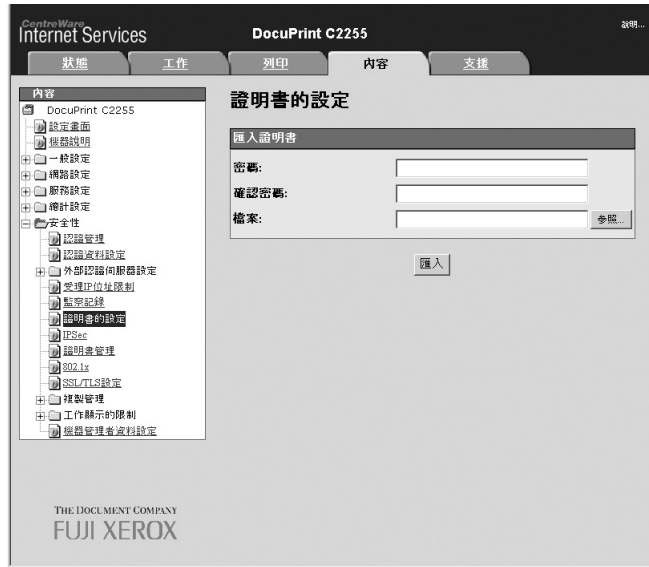 CentreWare
Internet Services
DocuPrint C2255
說明...
狀態
工作
列印
內容
支援
內容
DocuPrint C2255
設定畫面
機器說明
一般設定
網路設定
服務設定
總計設定
安全性
認證管理
認證資料設定
外部認證伺服器設定
受理IP位址限制
監察記錄
證明書的設定
IPSec
證明書管理
802.1x
SSL/TLS設定
複製管理
工作顯示的限制
機器管理者資料設定
THE DOCUMENT COMPANY
FUJI XEROX
證明書的設定
匯入證明書
密碼:
確認密碼:
檔案:
參照...
匯入